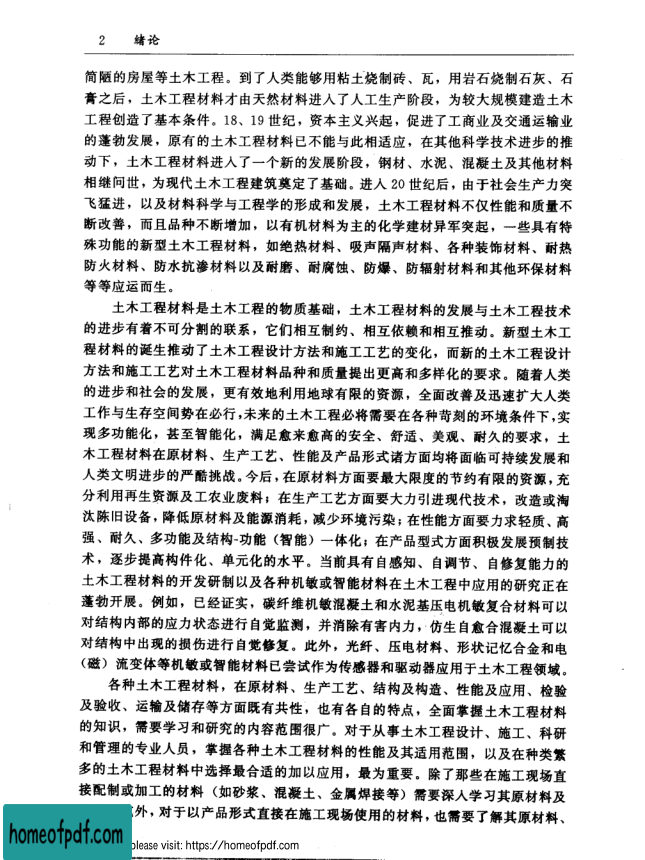 2 绪论
简陋的房屋等土木工程。到了人类能够用粘土烧制砖、瓦，用岩石烧制石灰、石
膏之后，土木工程材料才由天然材料进入了人工生产阶段，为较大规模建造土木
工程创造了基本条件。18、19 世纪，资本主义兴起，促进了工商业及交通运输业
的蓬勃发展，原有的土木工程材料已不能与此相适应，在其他科学技术进步的推
动下，土木工程材料进入了一个新的发展阶段，钢材、水泥、混凝土及其他材料
相继问世，为现代土木工程建筑奠定了基础。进入 20 世纪后，由于社会生产力突
飞猛进，以及材料科学与工程学的形成和发展，土木工程材料不仅性能和质量不
断改善，而且品种不断增加，以有机材料为主的化学建材异军突起，一些具有特
殊功能的新型土木工程材料，如绝热材料、吸声隔声材料、各种装饰材料、耐热
防火材料、防水抗渗材料以及耐磨、耐腐蚀、防爆、防辐射材料和其他环保材料
等等应运而生。
土木工程材料是土木工程的物质基础，土木工程材料的发展与土木工程技术
的进步有着不可分割的联系，它们相互制约、相互依赖和相互推动。新型土木工
程材料的诞生推动了土木工程设计方法和施工工艺的变化，而新的土木工程设计
方法和施工工艺对土木工程材料品种和质量提出更高和多样化的要求。随着人类
的进步和社会的发展，更有效地利用地球有限的资源，全面改善及迅速扩大人类
工作与生存空间势在必行，未来的土木工程必将需要在各种苛刻的环境条件下，实
现多功能化，甚至智能化，满足愈来愈高的安全、舒适、美观、耐久的要求，土
木工程材料在原材料、生产工艺、性能及产品形式诸方面均将面临可持续发展和
人类文明进步的严酷挑战。今后，在原材料方面要最大限度的节约有限的资源，充
分利用再生资源及工农业废料；在生产工艺方面要大力引进现代技术，改造或淘
汰陈旧设备，降低原材料及能源消耗，减少环境污染；在性能方面要力求轻质、高
强、耐久、多功能及结构-功能（智能）一体化；在产品型式方面积极发展预制技
术，逐步提高构件化、单元化的水平。当前具有自感知、自调节、自修复能力的
土木工程材料的开发研制以及各种机敏或智能材料在土木工程中应用的研究正在
蓬勃开展。例如，已经证实，碳纤维机敏混凝土和水泥基压电机敏复合材料可以
对结构内部的应力状态进行自觉监测，并消除有害内力，仿生自愈合混凝土可以
对结构中出现的损伤进行自觉修复。此外，光纤、压电材料、形状记忆合金和电
（磁）流变体等机敏或智能材料已尝试作为传感器和驱动器应用于土木工程领域。
各种土木工程材料，在原材料、生产工艺、结构及构造、性能及应用、检验
及验收、运输及储存等方面既有共性，也有各自的特点，全面掌握土木工程材料
的知识，需要学习和研究的内容范围很广。对于从事土木工程设计、施工、科研
和管理的专业人员，掌握各种土木工程材料的性能及其适用范围，以及在种类繁
多的土木工程材料中选择最合适的加以应用，最为重要。除了那些在施工现场直
接配制或加工的材料（如砂浆、混凝土、金属焊接等）需要深入学习其原材料及
外，对于以产品形式直接在施工现场使用的材料，也需要了解其原材料、
homeofpdf.com
please visit: https://homeofpdf.com